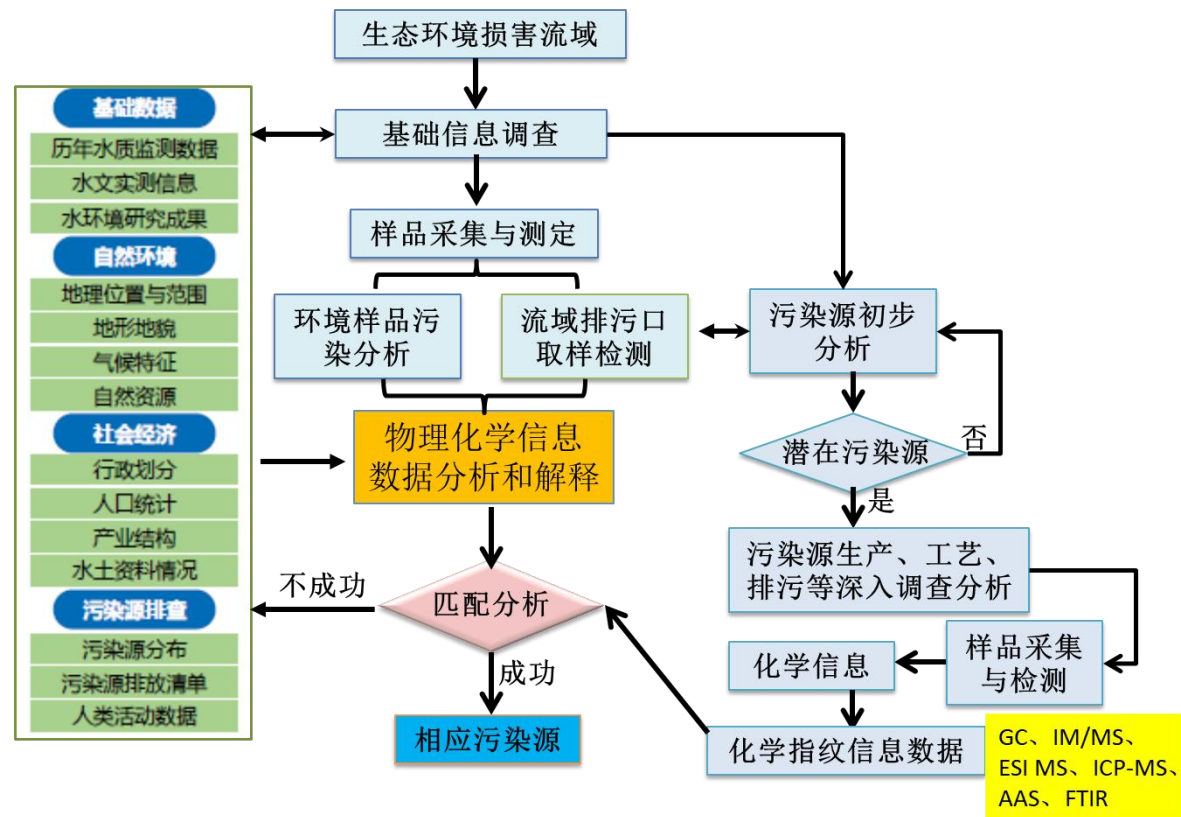 生态环境损害流域
基础数据
历年水质监测数据
水文实测信息
水环境研究成果
自然环境
地理位置与范围
地形地貌
气候特征
自然资源
社会经济
行政划分
人口统计
产业结构
水土资料情况
污染源排查
污染源分布
污染源排放清单
人类活动数据
基础信息调查
样品采集与测定
环境样品污
染分析
流域排污口
取样检测
物理化学信息
数据分析和解释
匹配分析
不成功
成功
相应污染源
污染源初步
分析
潜在污染源
否
是
污染源生产、工艺、
排污等深入调查分析
样品采集
与检测
化学信息
化学指纹信息数据
GC、IM/MS、
ESI MS、ICP-MS、
AAS、FTIR